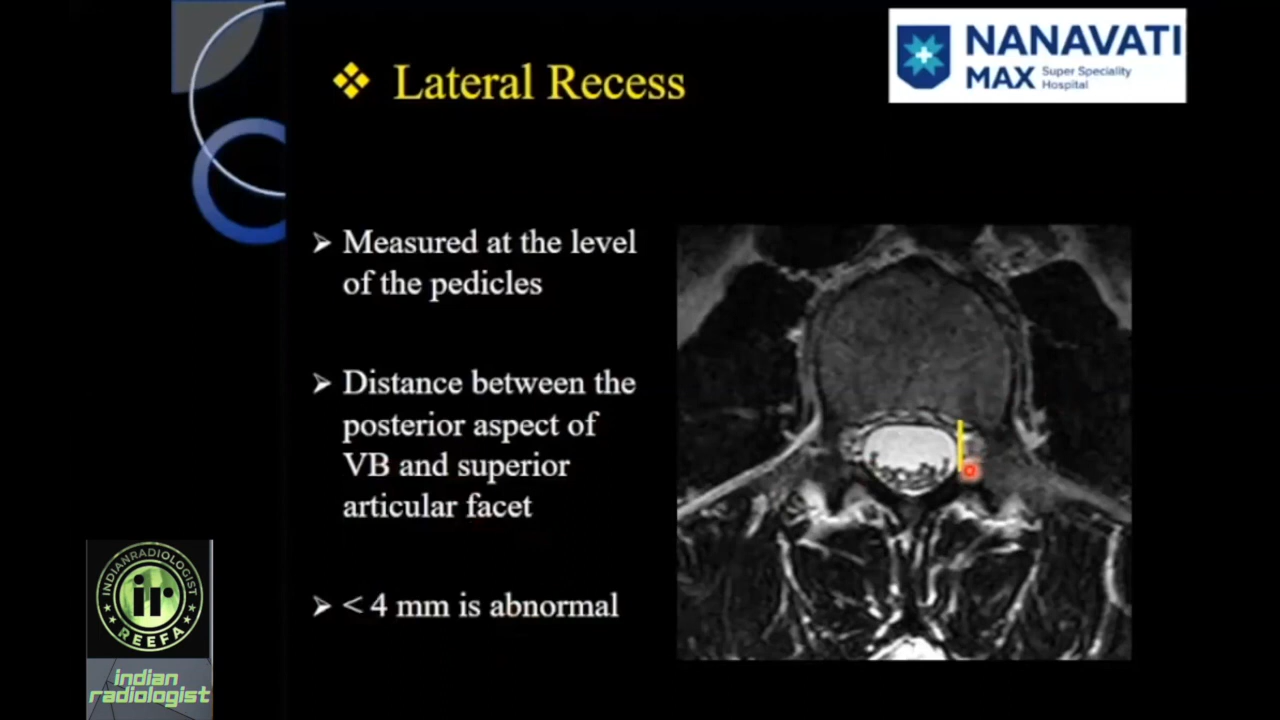 NANAVATI
MAX Super Speciality
Hospital
❖ Lateral Recess
➢ Measured at the level
of the pedicles
➢ Distance between the
posterior aspect of
VB and superior
articular facet
➢ < 4 mm is abnormal
INDIANRADIOLOGIST
ir
REEFA
indian
radiologist